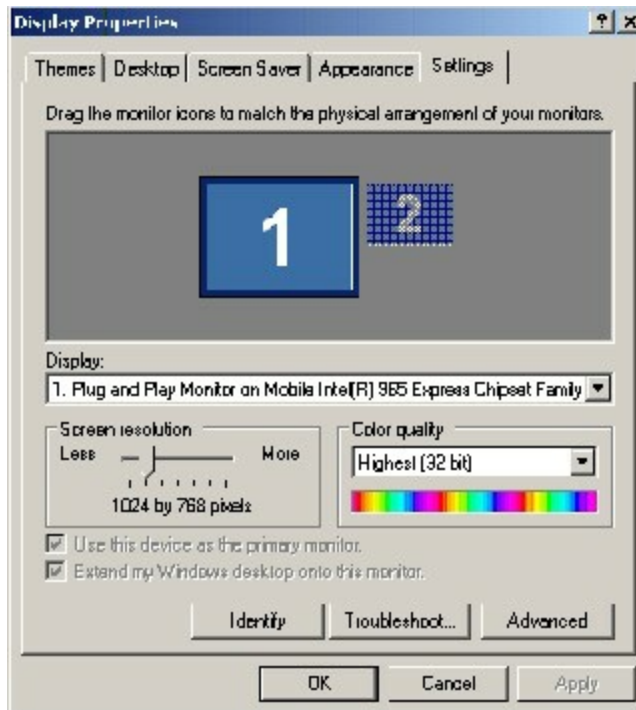 Display Properties
Themes Desktop Screen Saver Appearance Settings
Drag the monitor icons to match the physical arrangement of your monitors.
1 2
Display:
1. Plug and Play Monitor on Mobile Intel(R) 965 Express Chipset Family
Screen resolution Color quality
Less More Highest (32 bit)
1024 by 768 pixels
Use this device as the primary monitor.
Extend my Windows desktop onto this monitor.
Identify Troubleshoot... Advanced
OK Cancel Apply